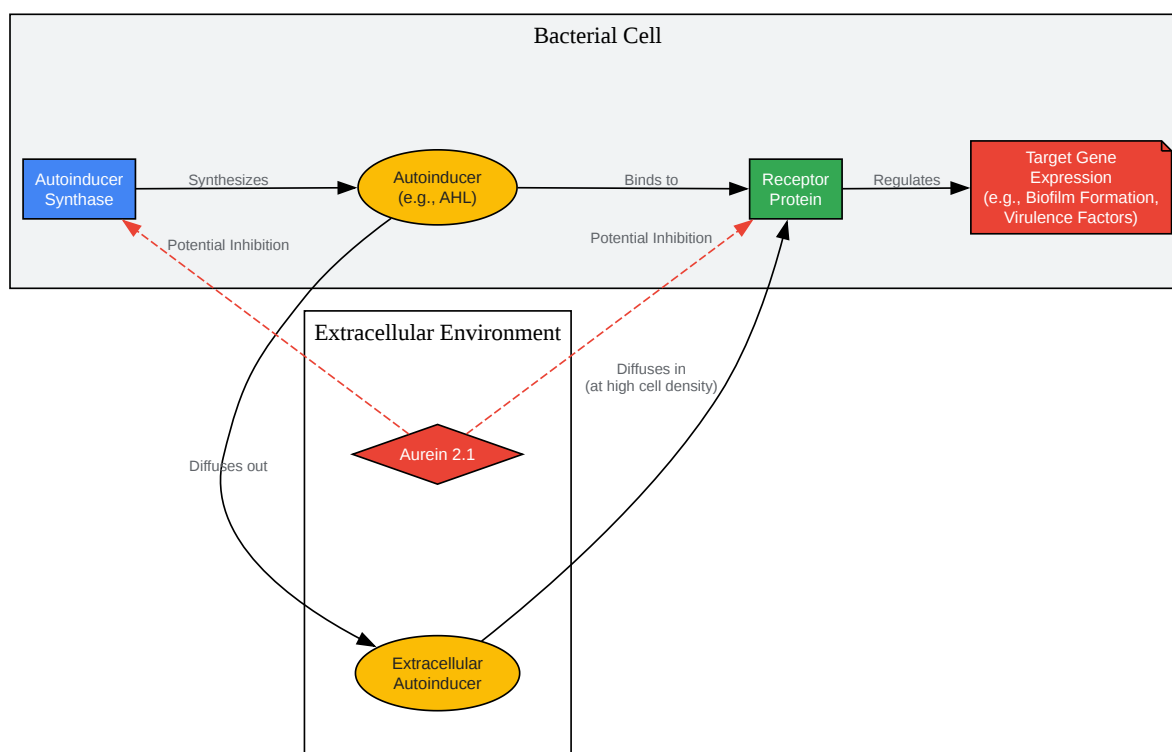 Bacterial Cell
Autoinducer
Synthase
Synthesizes
Autoinducer
(e.g., AHL)
Binds to
Receptor
Protein
Regulates
Target Gene
Expression
(e.g., Biofilm Formation,
Virulence Factors)
Potential Inhibition
Potential Inhibition
Extracellular Environment
Diffuses in
(at high cell density)
Aurein 2.1
Diffuses out
Extracellular
Autoinducer